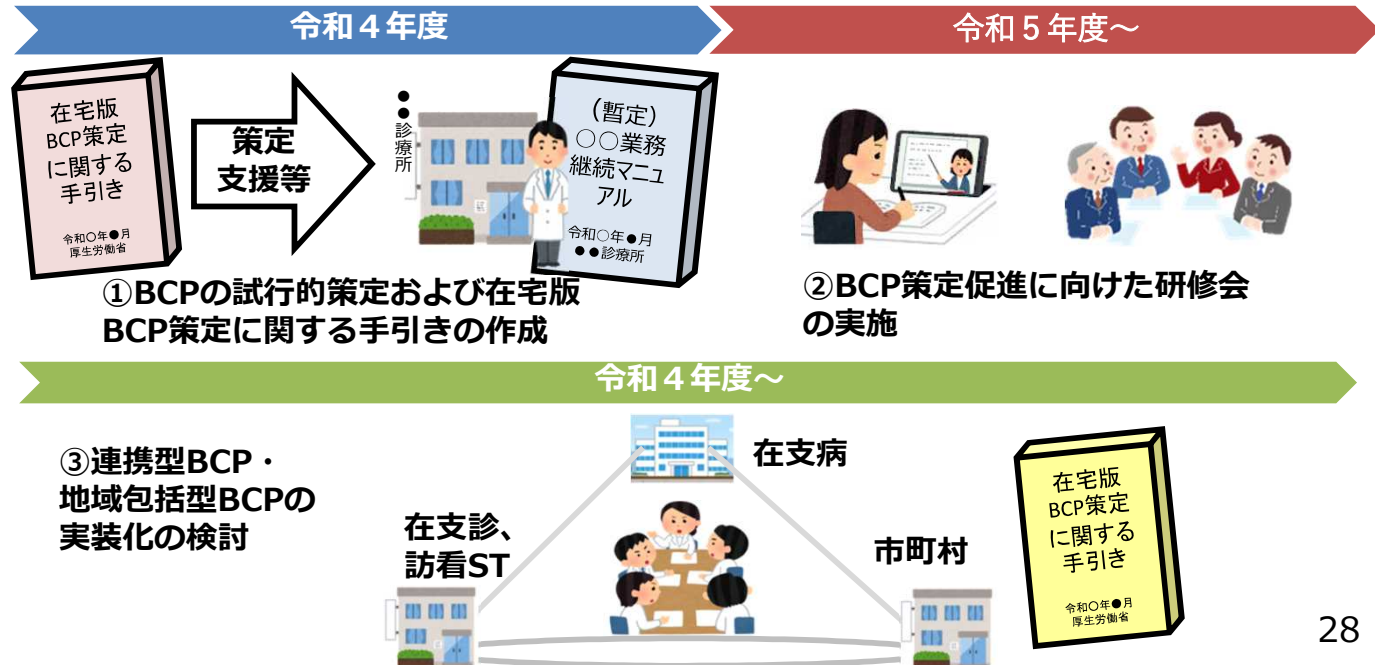 令和４年度
令和５年度～
在宅版
BCP策定
に関する
手引き
令和〇年●月
厚生労働省
策定
支援等
●●診療所
（暫定）
○○業務
継続マニュ
アル
令和○年●月
●●診療所
①BCPの試行的策定および在宅版
BCP策定に関する手引きの作成
②BCP策定促進に向けた研修会
の実施
令和４年度～
③連携型BCP・
地域包括型BCPの
実装化の検討
在支病
在支診、
訪看ST
市町村
在宅版
BCP策定
に関する
手引き
令和〇年●月
厚生労働省
28